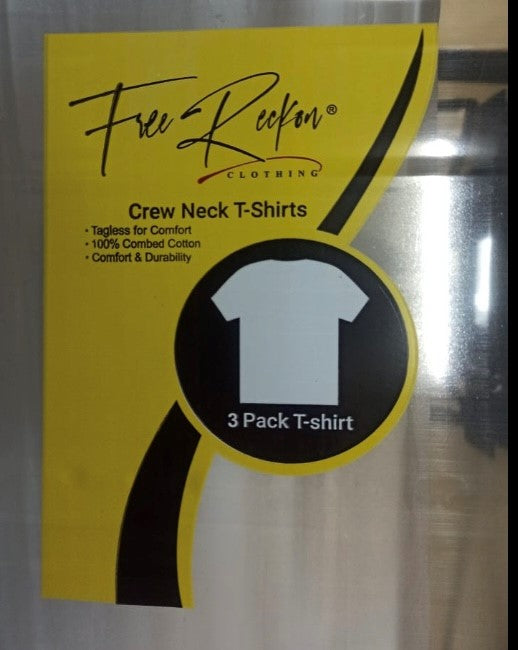 Free Reckon®
CLOTHING
Crew Neck T-Shirts
• Tagless for Comfort
• 100% Combed Cotton
• Comfort & Durability
3 Pack T-shirt